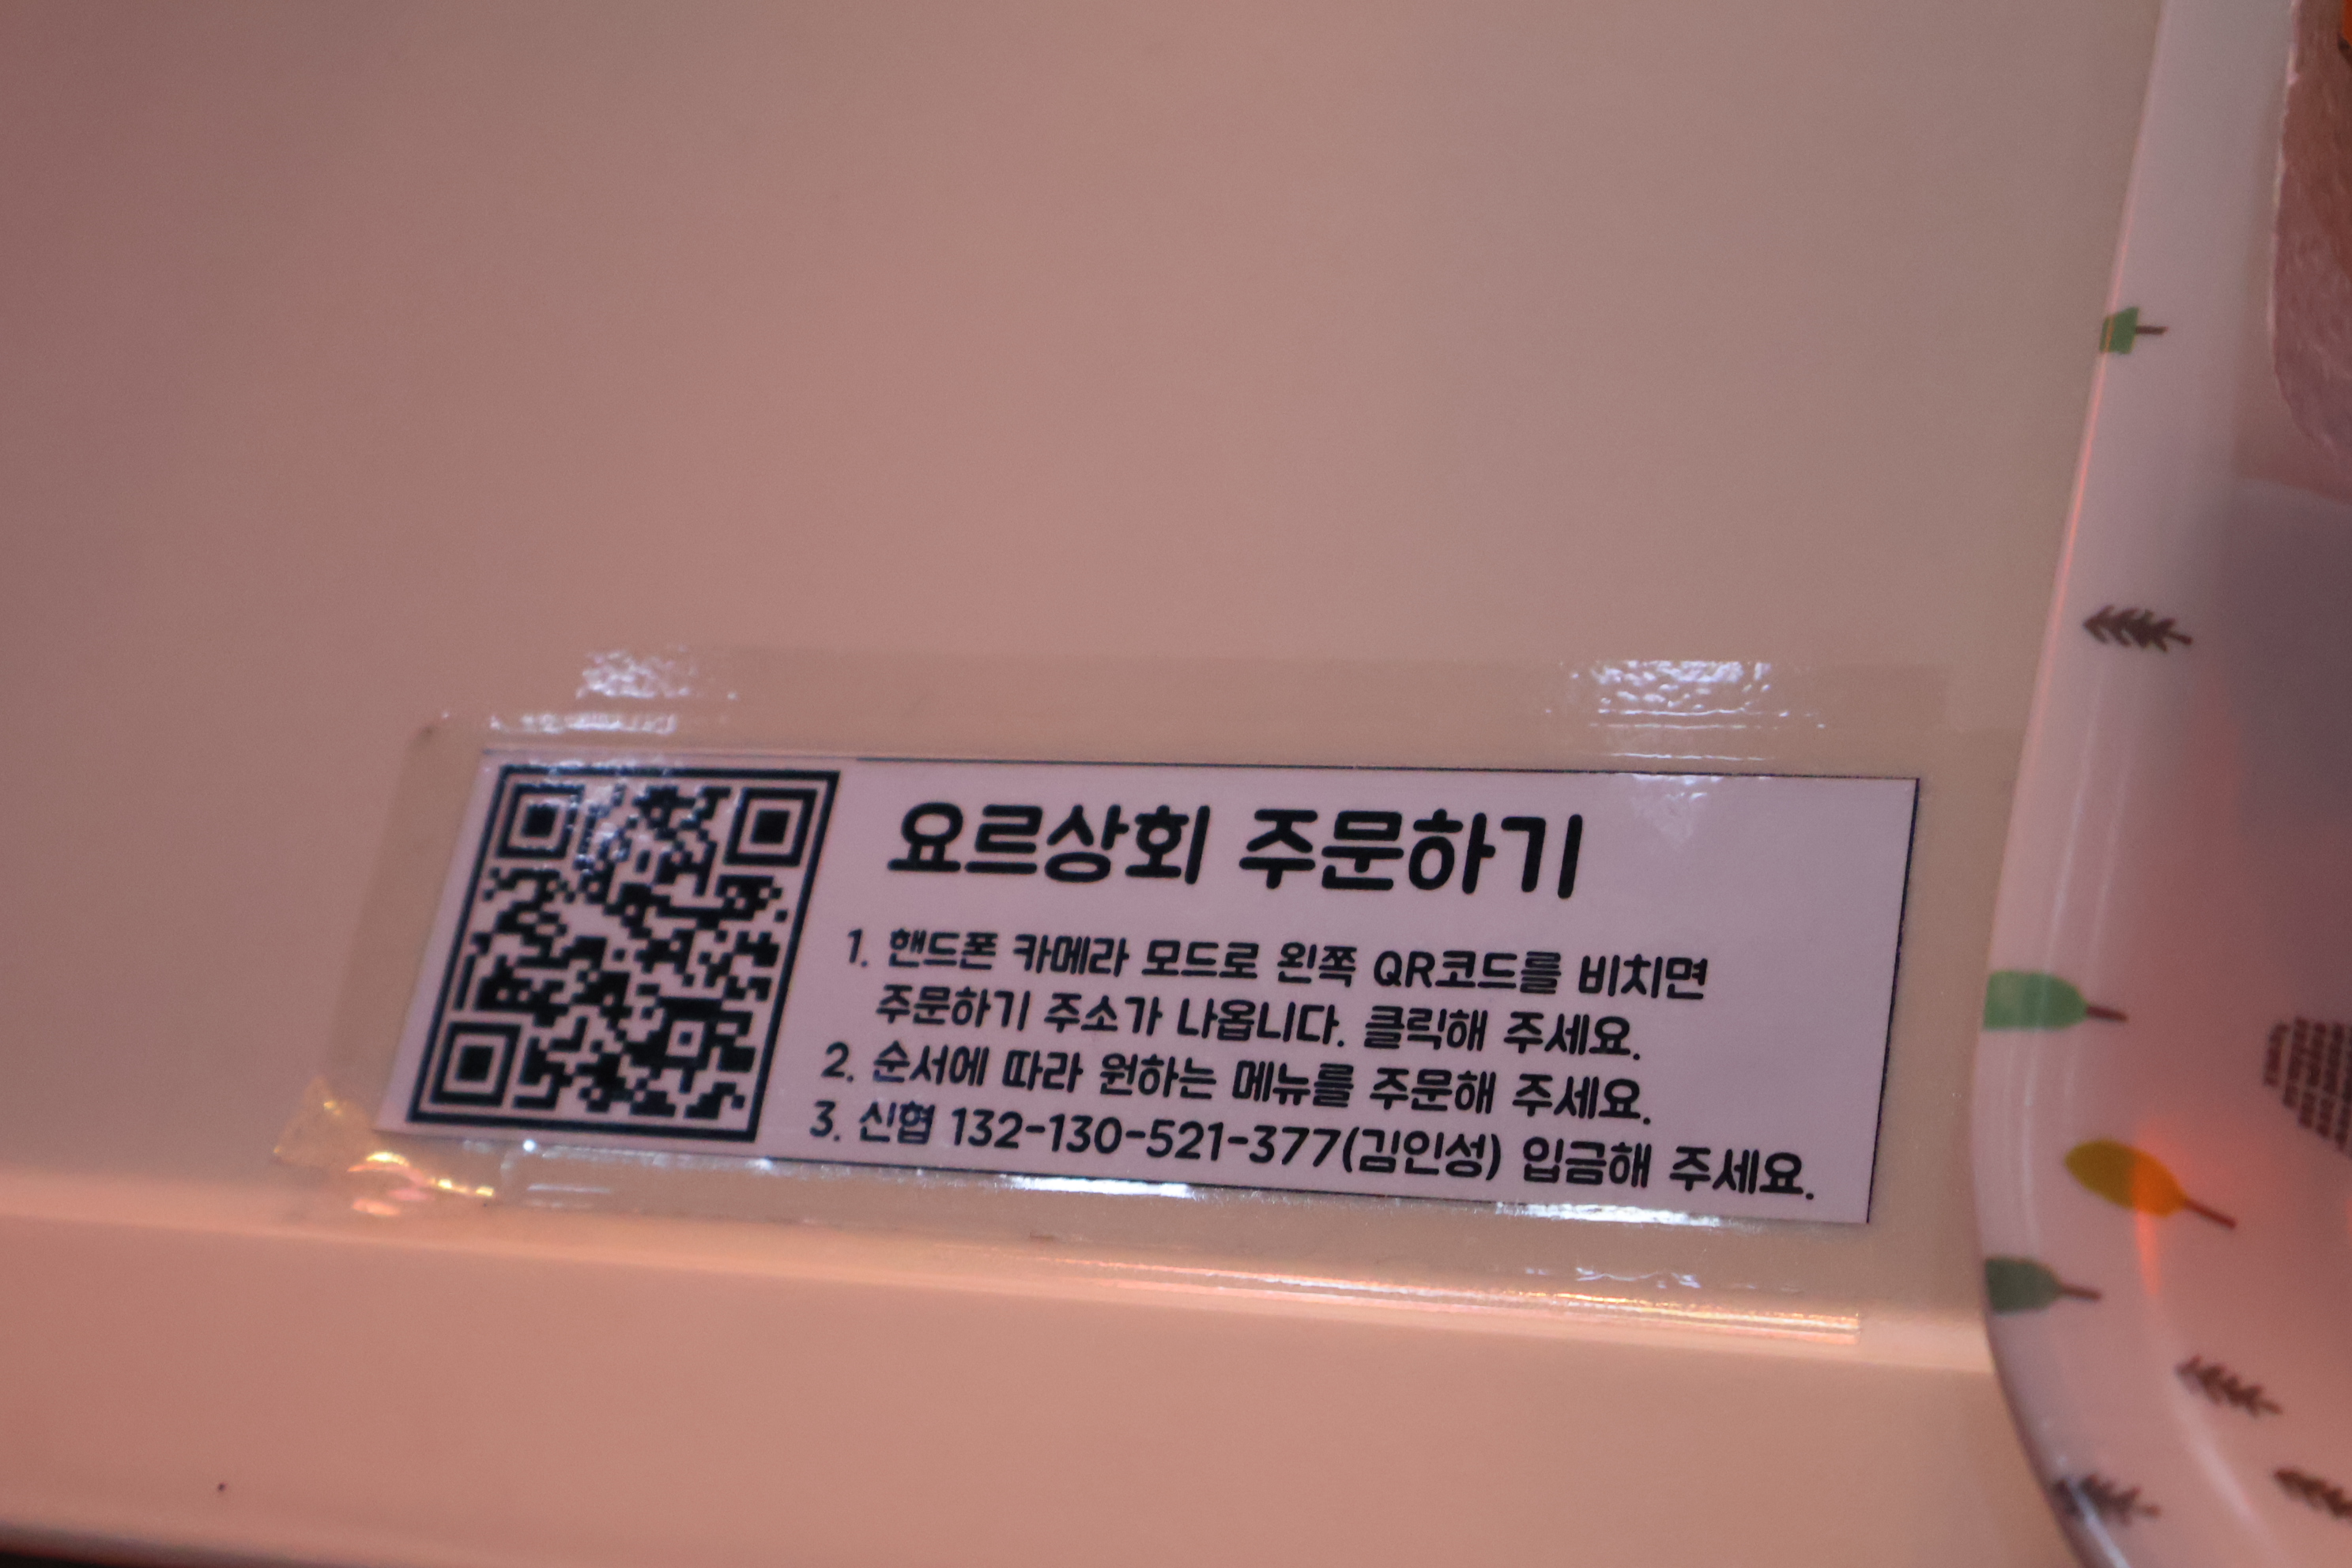 요르상회 주문하기
1. 핸드폰 카메라 모드로 왼쪽 QR코드를 비치면
주문하기 주소가 나옵니다. 클릭해 주세요.
2. 순서에 따라 원하는 메뉴를 주문해 주세요.
3. 신협 132-130-521-377(김인성) 입금해 주세요.